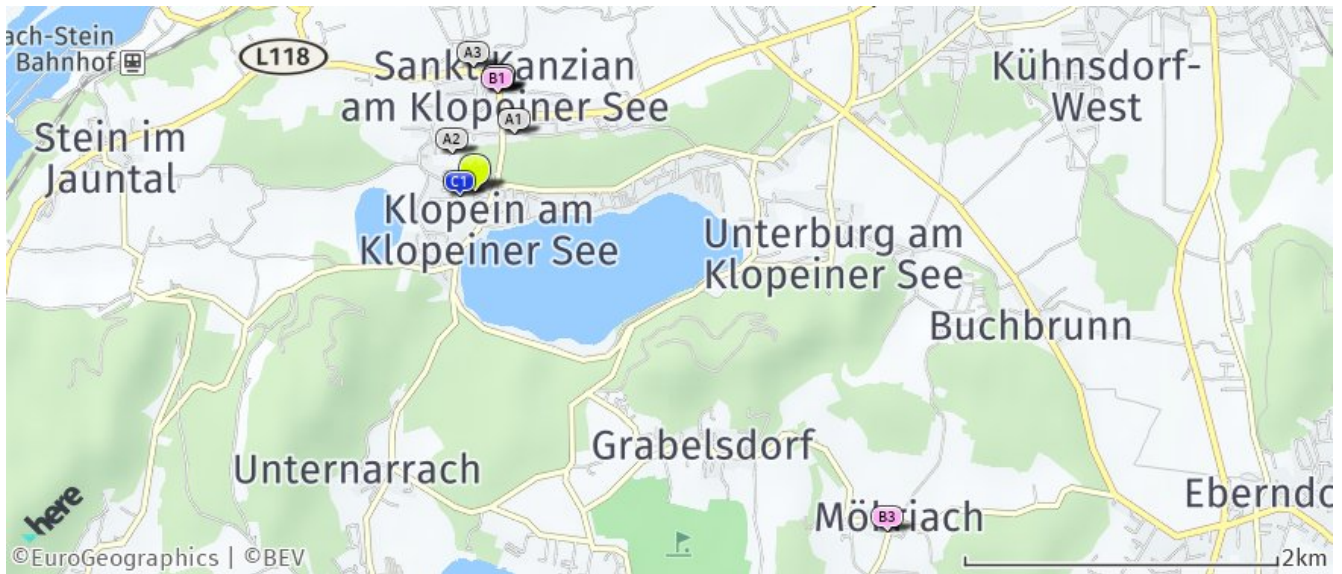 ach-Stein
Bahnhof
L118
A3
Sankt Kanzian
am Klopeiner See
B1
A1
A2
C1
Kühnsdorf-
West
Stein im
Jauntal
Klopein am
Klopeiner See
Unterburg am
Klopeiner See
Buchbrunn
Grabelsdorf
Unternarrach
Eberndo
B3
here
©EuroGeographics | ©BEV
2km